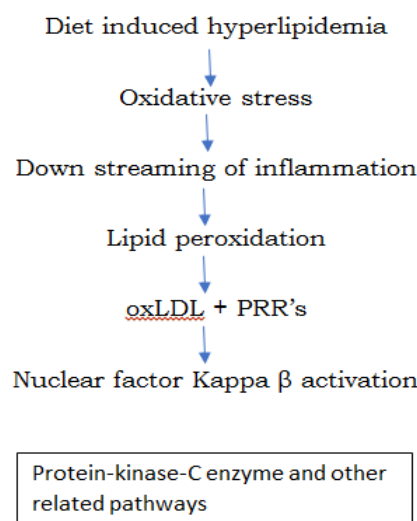 Diet induced hyperlipidemia
Oxidative stress
Down streaming of inflammation
Lipid peroxidation
oxLDL + PRR's
Nuclear factor Kappa β activation
Protein-kinase-C enzyme and other
related pathways